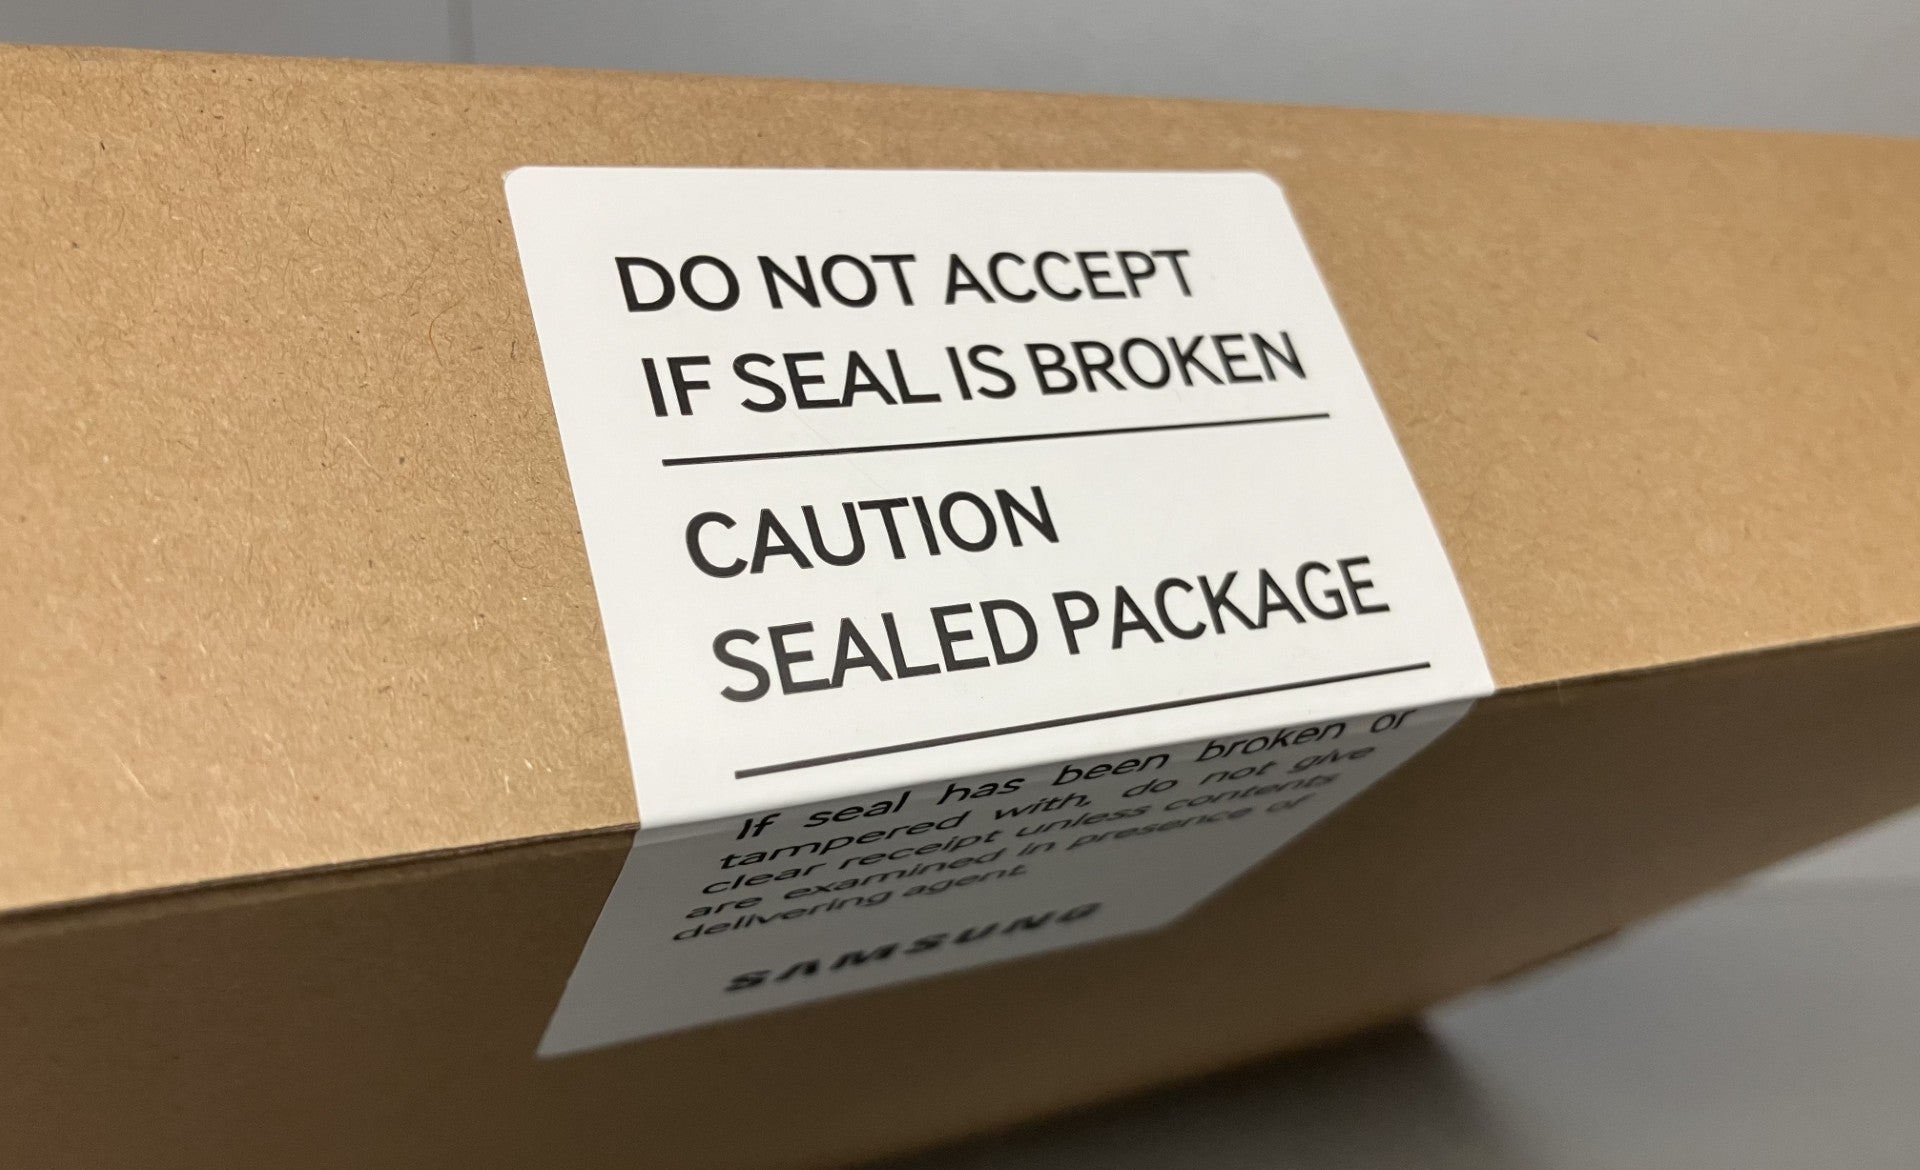 DO NOT ACCEPT
IF SEAL IS BROKEN
CAUTION
SEALED PACKAGE
If seal has been broken or
tampered with, do not give
clear receipt unless contents
are examined in presence of
delivering agent.
SAMSUNG